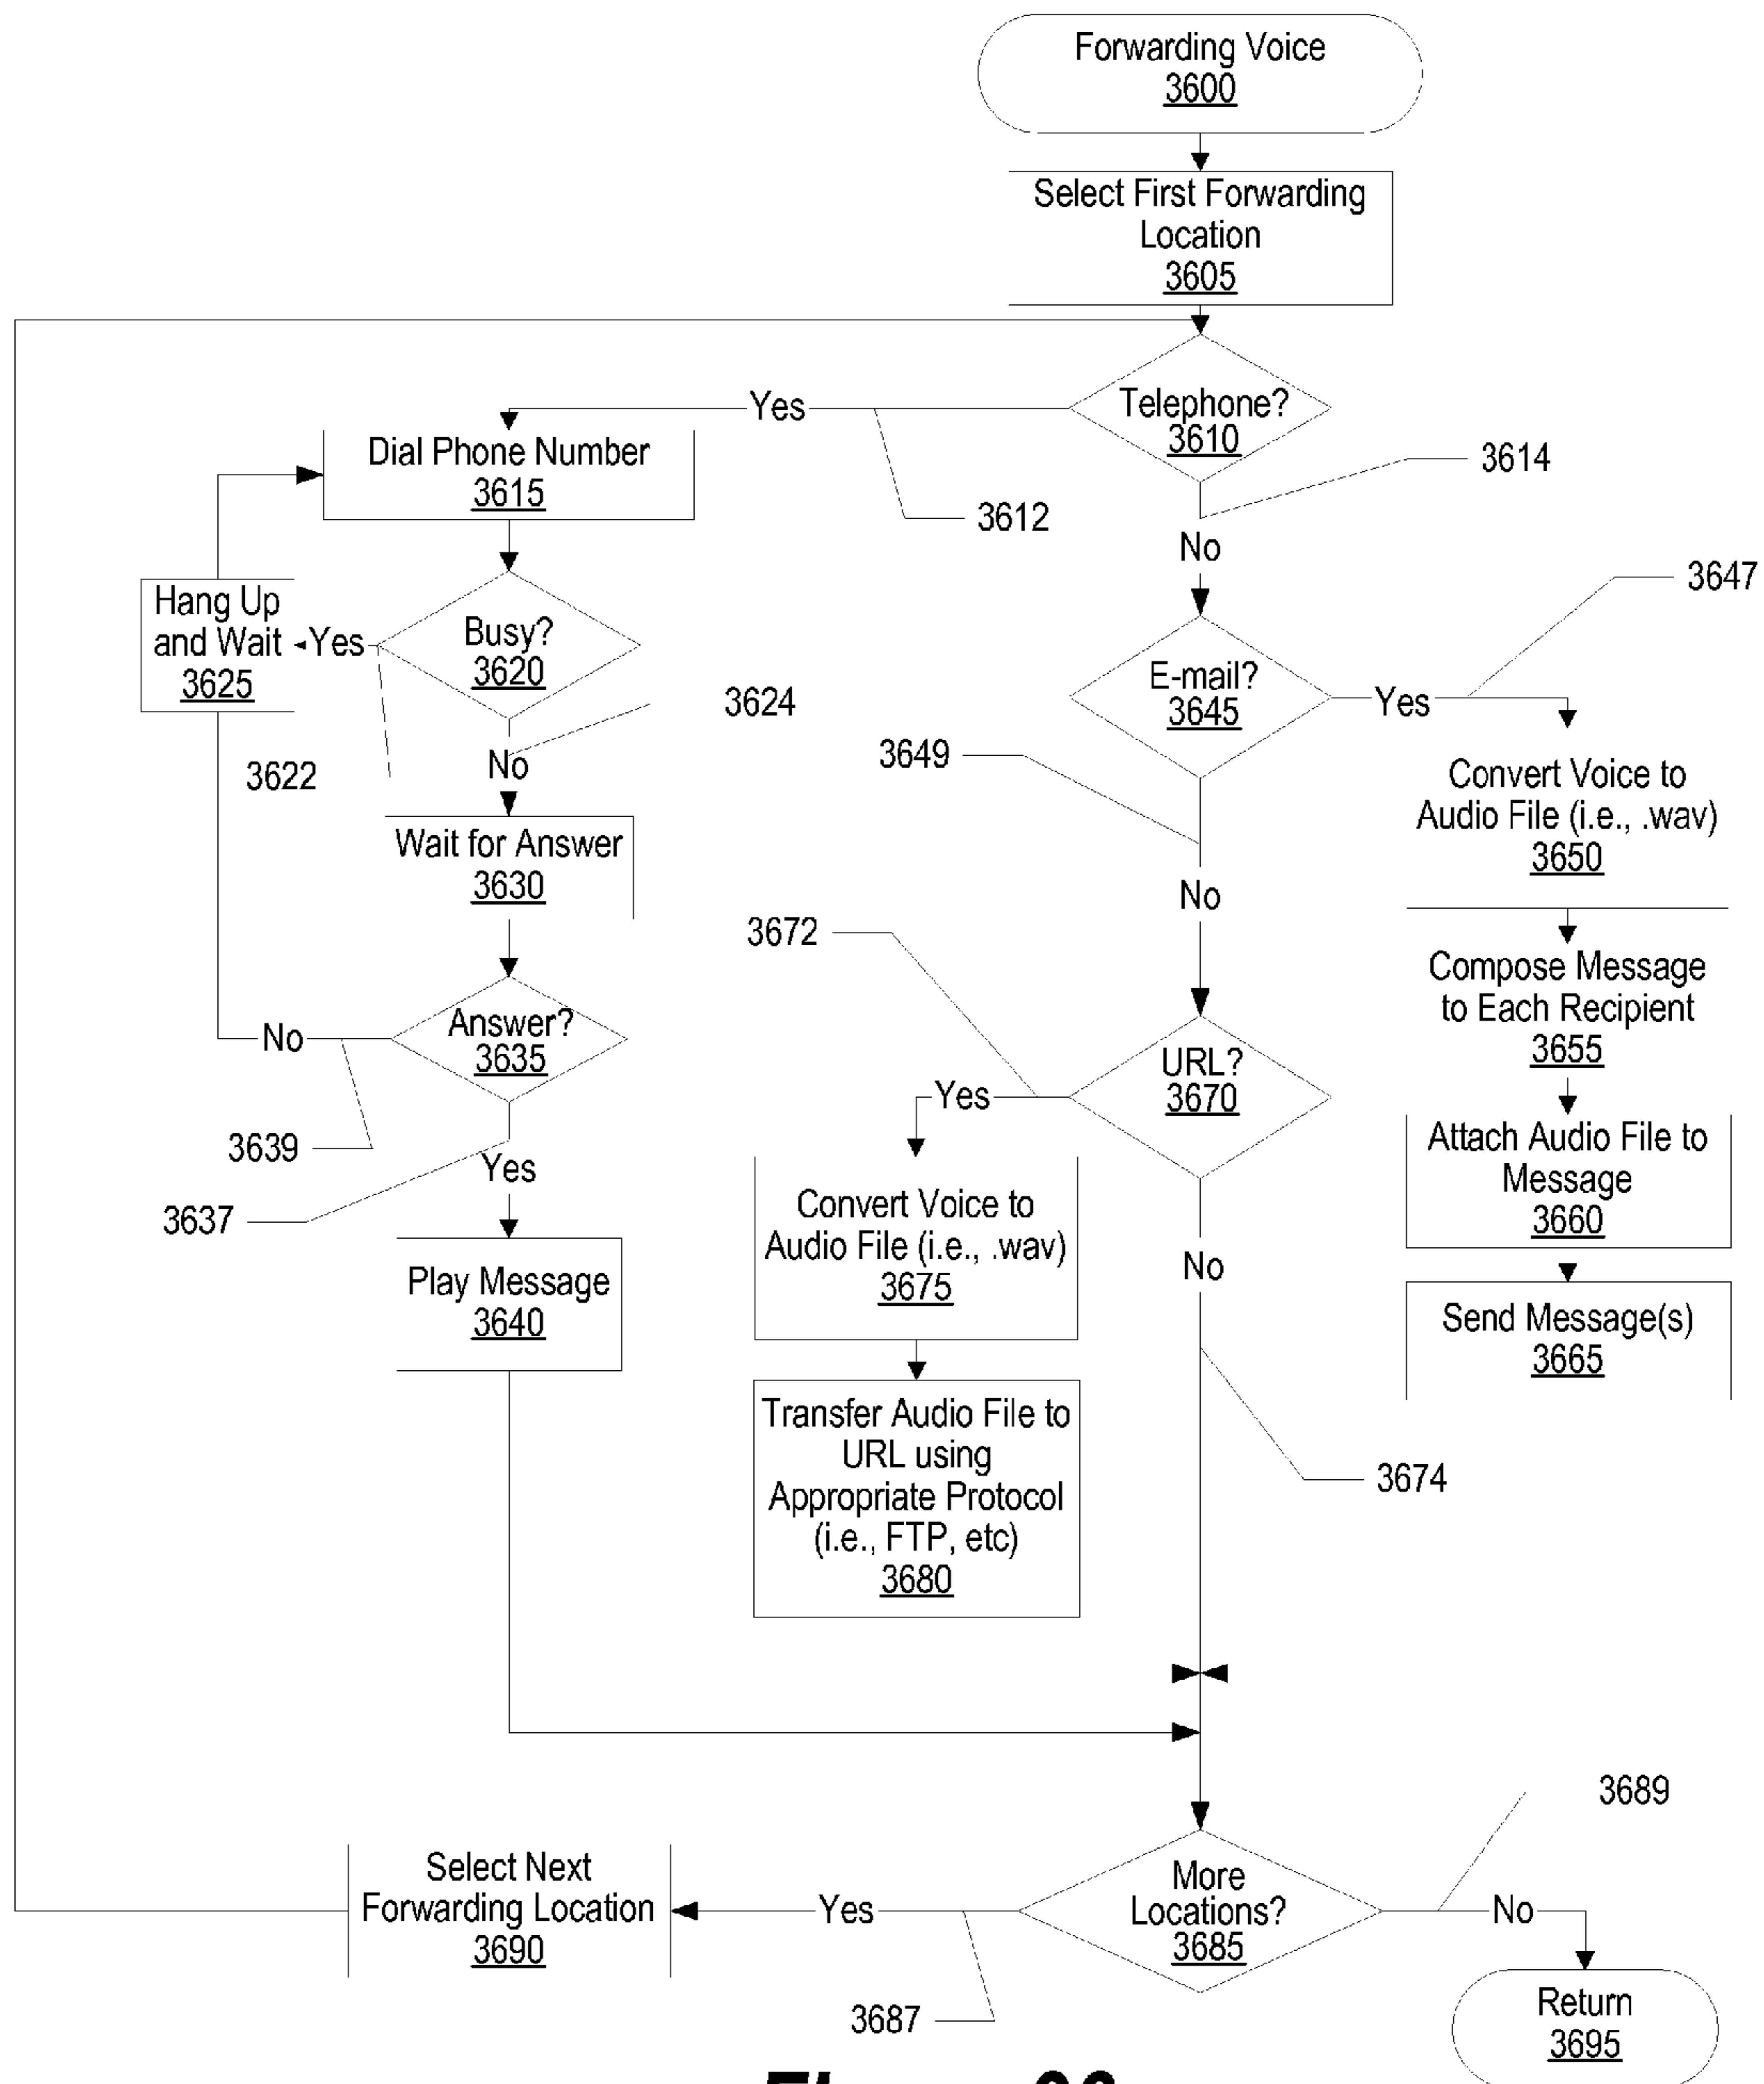 Forwarding Voice
3600
Select First Forwarding
Location
3605
Telephone?
3610
Yes
3612
3614
No
Dial Phone Number
3615
Busy?
3620
Yes
3622
Hang Up
and Wait
3625
3624
No
Wait for Answer
3630
Answer?
3635
No
3639
3637
Yes
Play Message
3640
E-mail?
3645
Yes
3647
3649
No
Convert Voice to
Audio File (i.e., .wav)
3650
Compose Message
to Each Recipient
3655
Attach Audio File to
Message
3660
Send Message(s)
3665
URL?
3670
3672
Yes
Convert Voice to
Audio File (i.e., .wav)
3675
Transfer Audio File to
URL using
Appropriate Protocol
(i.e., FTP, etc)
3680
No
3674
More
Locations?
3685
Yes
3687
Select Next
Forwarding Location
3690
3689
No
Return
3695